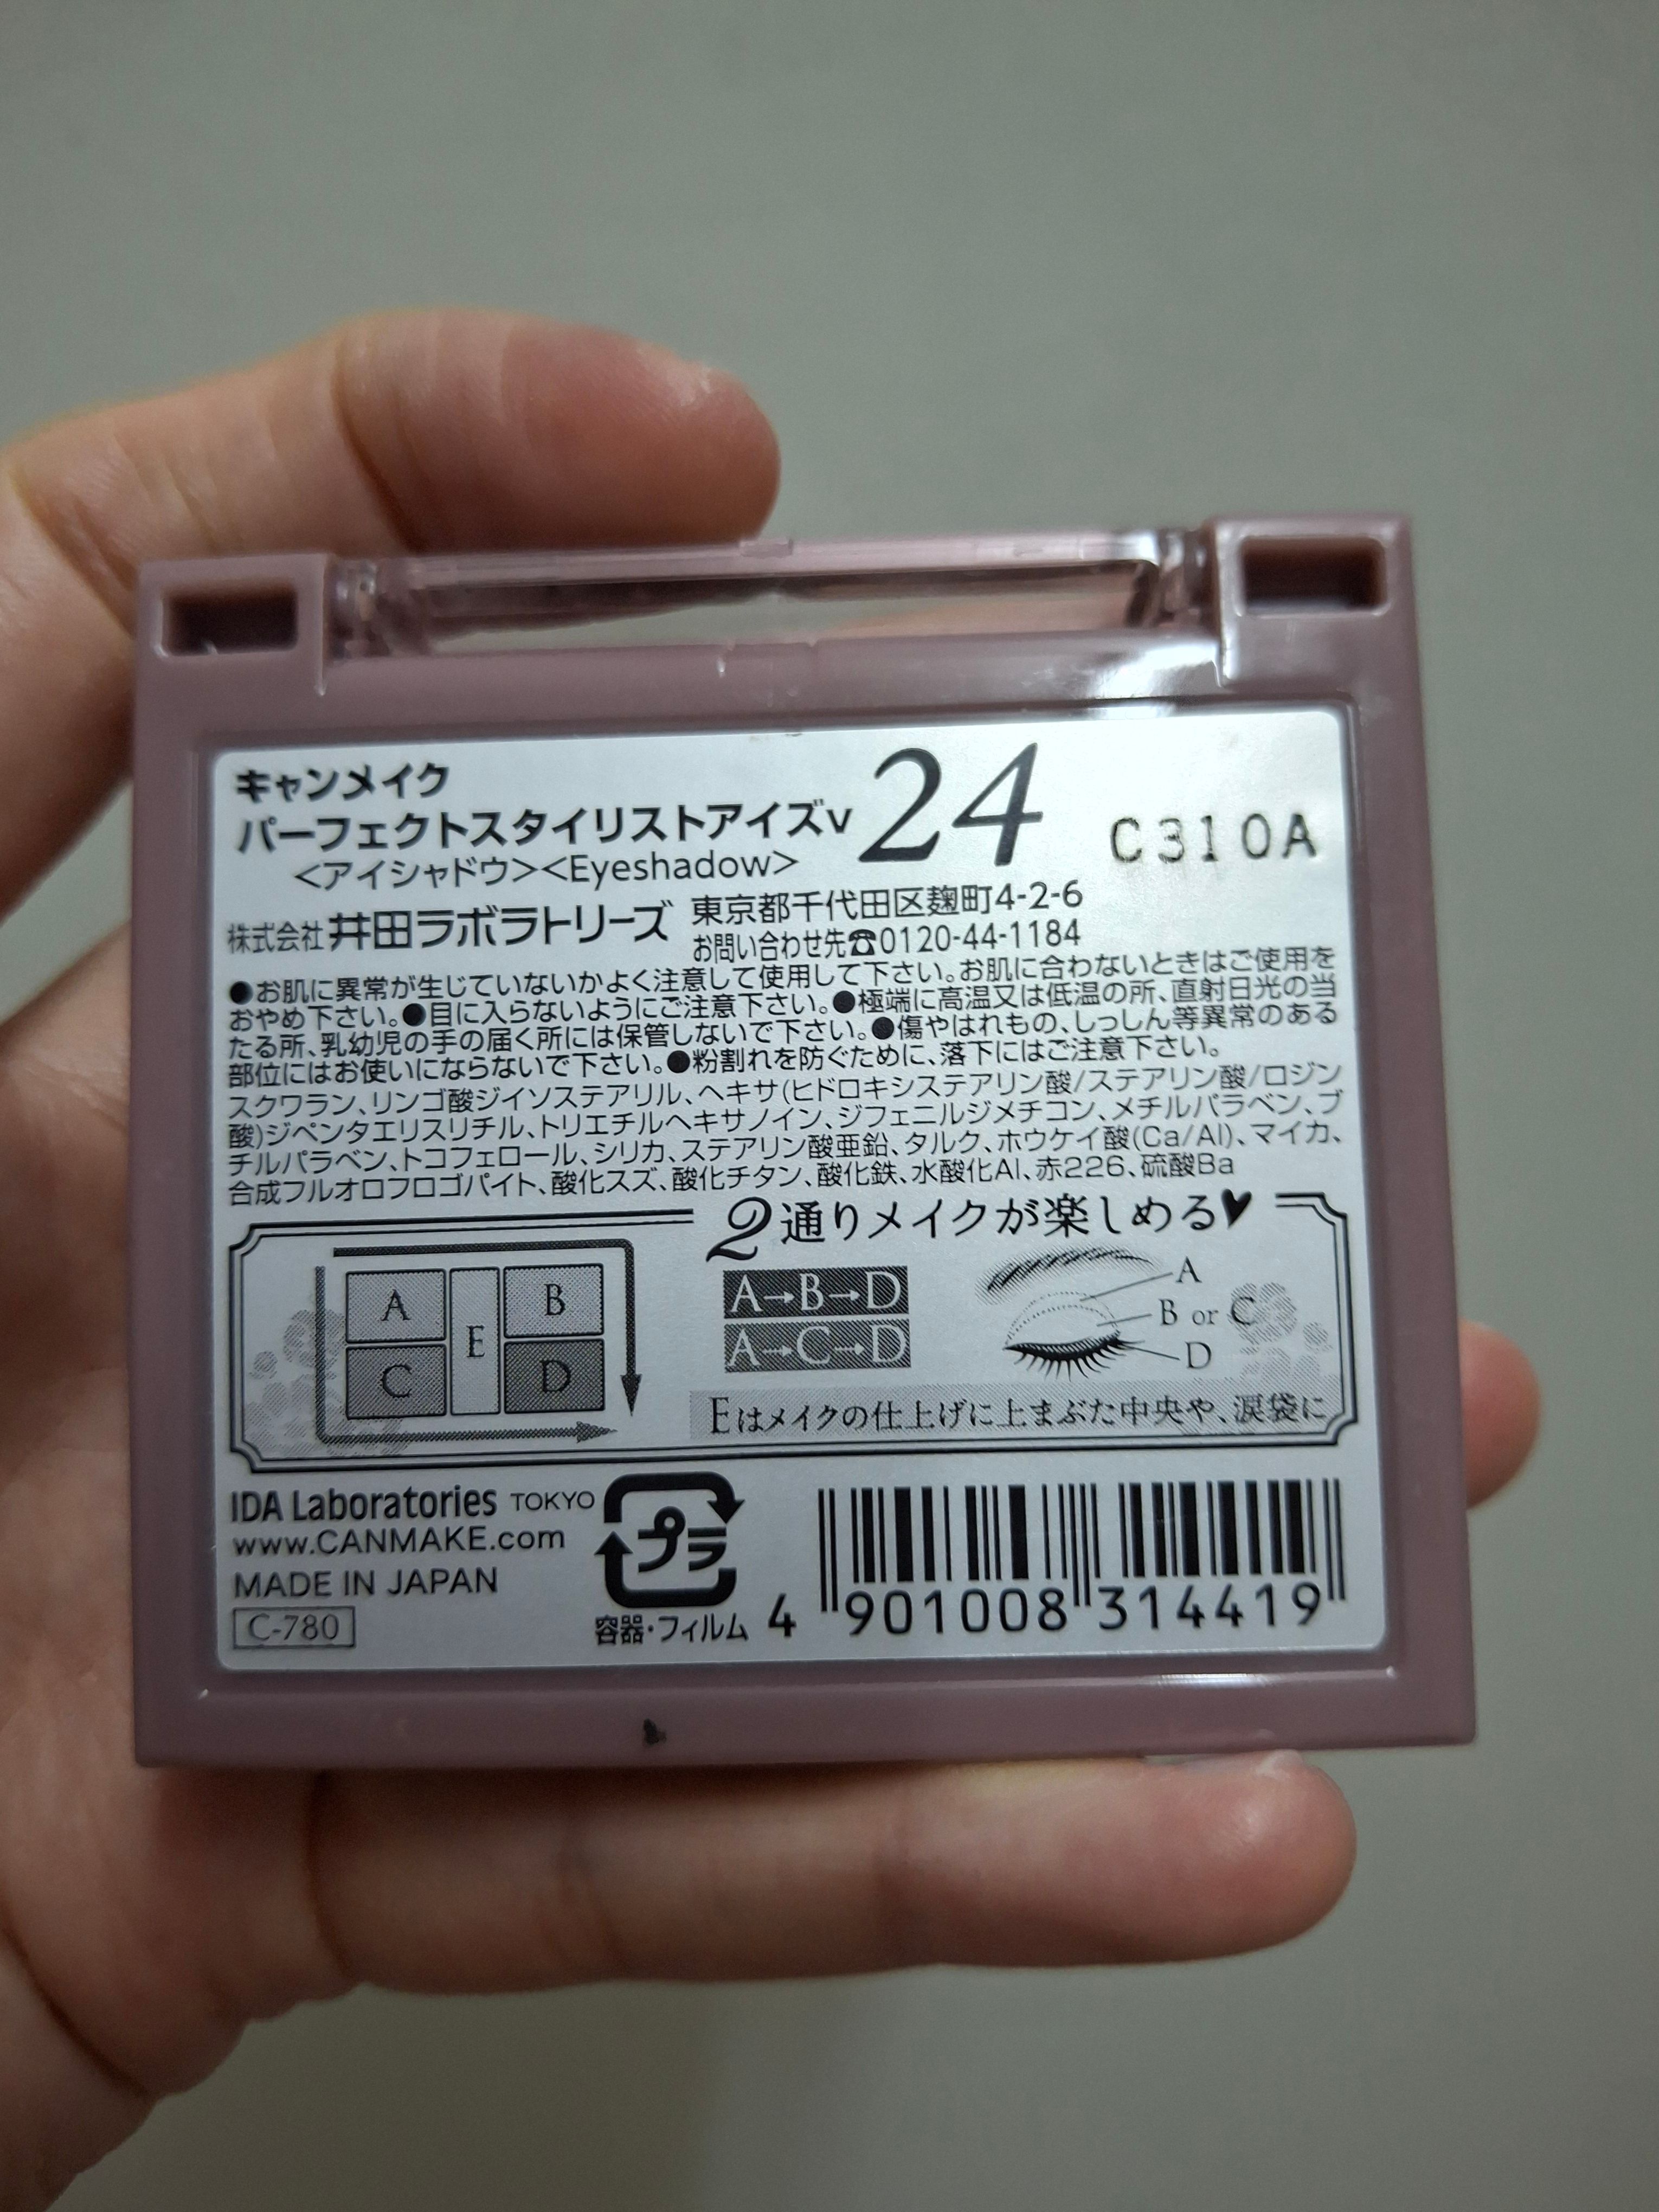 キャンメイク
パーフェクトスタイリストアイズv
24
C310A
<アイシャドウ><Eyeshadow>
株式会社 井田ラボラトリーズ
東京都千代田区麹町4-2-6
お問い合わせ先☎0120-44-1184
●お肌に異常が生じていないかよく注意して使用して下さい。お肌に合わないときはご使用を
おやめ下さい。●目に入らないようにご注意下さい。●極端に高温又は低温の所、直射日光の当
たる所、乳幼児の手の届く所には保管しないで下さい。●傷やはれもの、しっしん等異常のある
部位にはお使いにならないで下さい。●粉割れを防ぐために、落下にはご注意下さい。
スクワラン、リンゴ酸ジイソステアリル、ヘキサ(ヒドロキシステアリン酸/ステアリン酸/ロジン
酸)ジペンタエリスリチル、トリエチルヘキサノイン、ジフェニルジメチコン、メチルパラベン、ブ
チルパラベン、トコフェロール、シリカ、ステアリン酸亜鉛、タルク、ホウケイ酸(Ca/Al)、マイカ、
合成フルオロフロゴパイト、酸化スズ、酸化チタン、酸化鉄、水酸化Al、赤226、硫酸Ba
2通りメイクが楽しめる♥
A
B
C
D
E
A→B→D
A→C→D
A
B or C
D
Eはメイクの仕上げに上まぶた中央や、涙袋に
IDA Laboratories TOKYO
www.CANMAKE.com
MADE IN JAPAN
C-780
プラ
容器・フィルム
4 901008 314419